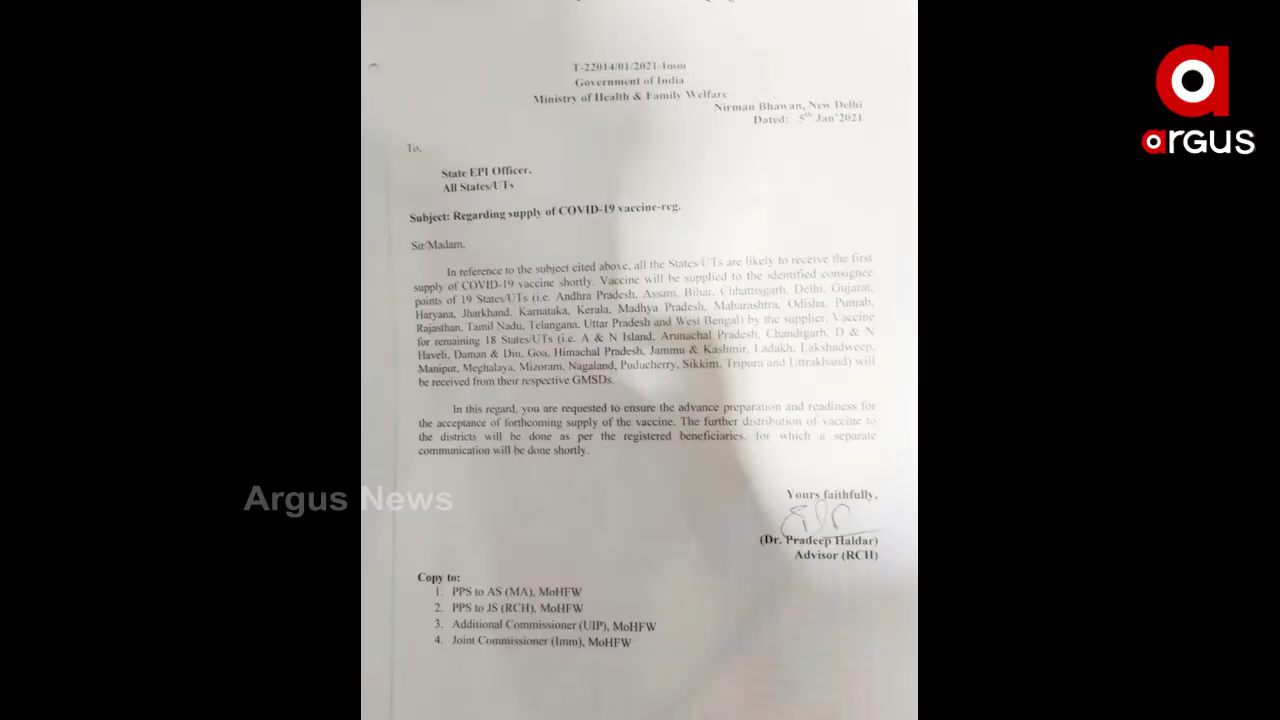 T-22014/01/2021-Imm
Government of India
Ministry of Health & Family Welfare
Nirman Bhawan, New Delhi
Dated: 5th Jan'2021
To,
State EPI Officer,
All States/UTs
Subject: Regarding supply of COVID-19 vaccine-reg.
Sir/Madam,
In reference to the subject cited above, all the States/UTs are likely to receive the first
supply of COVID-19 vaccine shortly. Vaccine will be supplied to the identified consignee
points of 19 States/UTs (i.e. Andhra Pradesh, Assam, Bihar, Chhattisgarh, Delhi, Gujarat,
Haryana, Jharkhand, Karnataka, Kerala, Madhya Pradesh, Maharashtra, Odisha, Punjab,
Rajasthan, Tamil Nadu, Telangana, Uttar Pradesh and West Bengal) by the supplier. Vaccine
for remaining 18 States/UTs (i.e. A & N Island, Arunachal Pradesh, Chandigarh, D & N
Haveli, Daman & Diu, Goa, Himachal Pradesh, Jammu & Kashmir, Ladakh, Lakshadweep,
Manipur, Meghalaya, Mizoram, Nagaland, Puducherry, Sikkim, Tripura and Uttrakhand) will
be received from their respective GMSDs.
In this regard, you are requested to ensure the advance preparation and readiness for
the acceptance of forthcoming supply of the vaccine. The further distribution of vaccine to
the districts will be done as per the registered beneficiaries, for which a separate
communication will be done shortly.
Yours faithfully,
(Dr. Pradeep Haldar)
Advisor (RCH)
Copy to:
1. PPS to AS (MA), MoHFW
2. PPS to JS (RCH), MoHFW
3. Additional Commissioner (UIP), MoHFW
4. Joint Commissioner (Imm), MoHFW
Argus News
argus